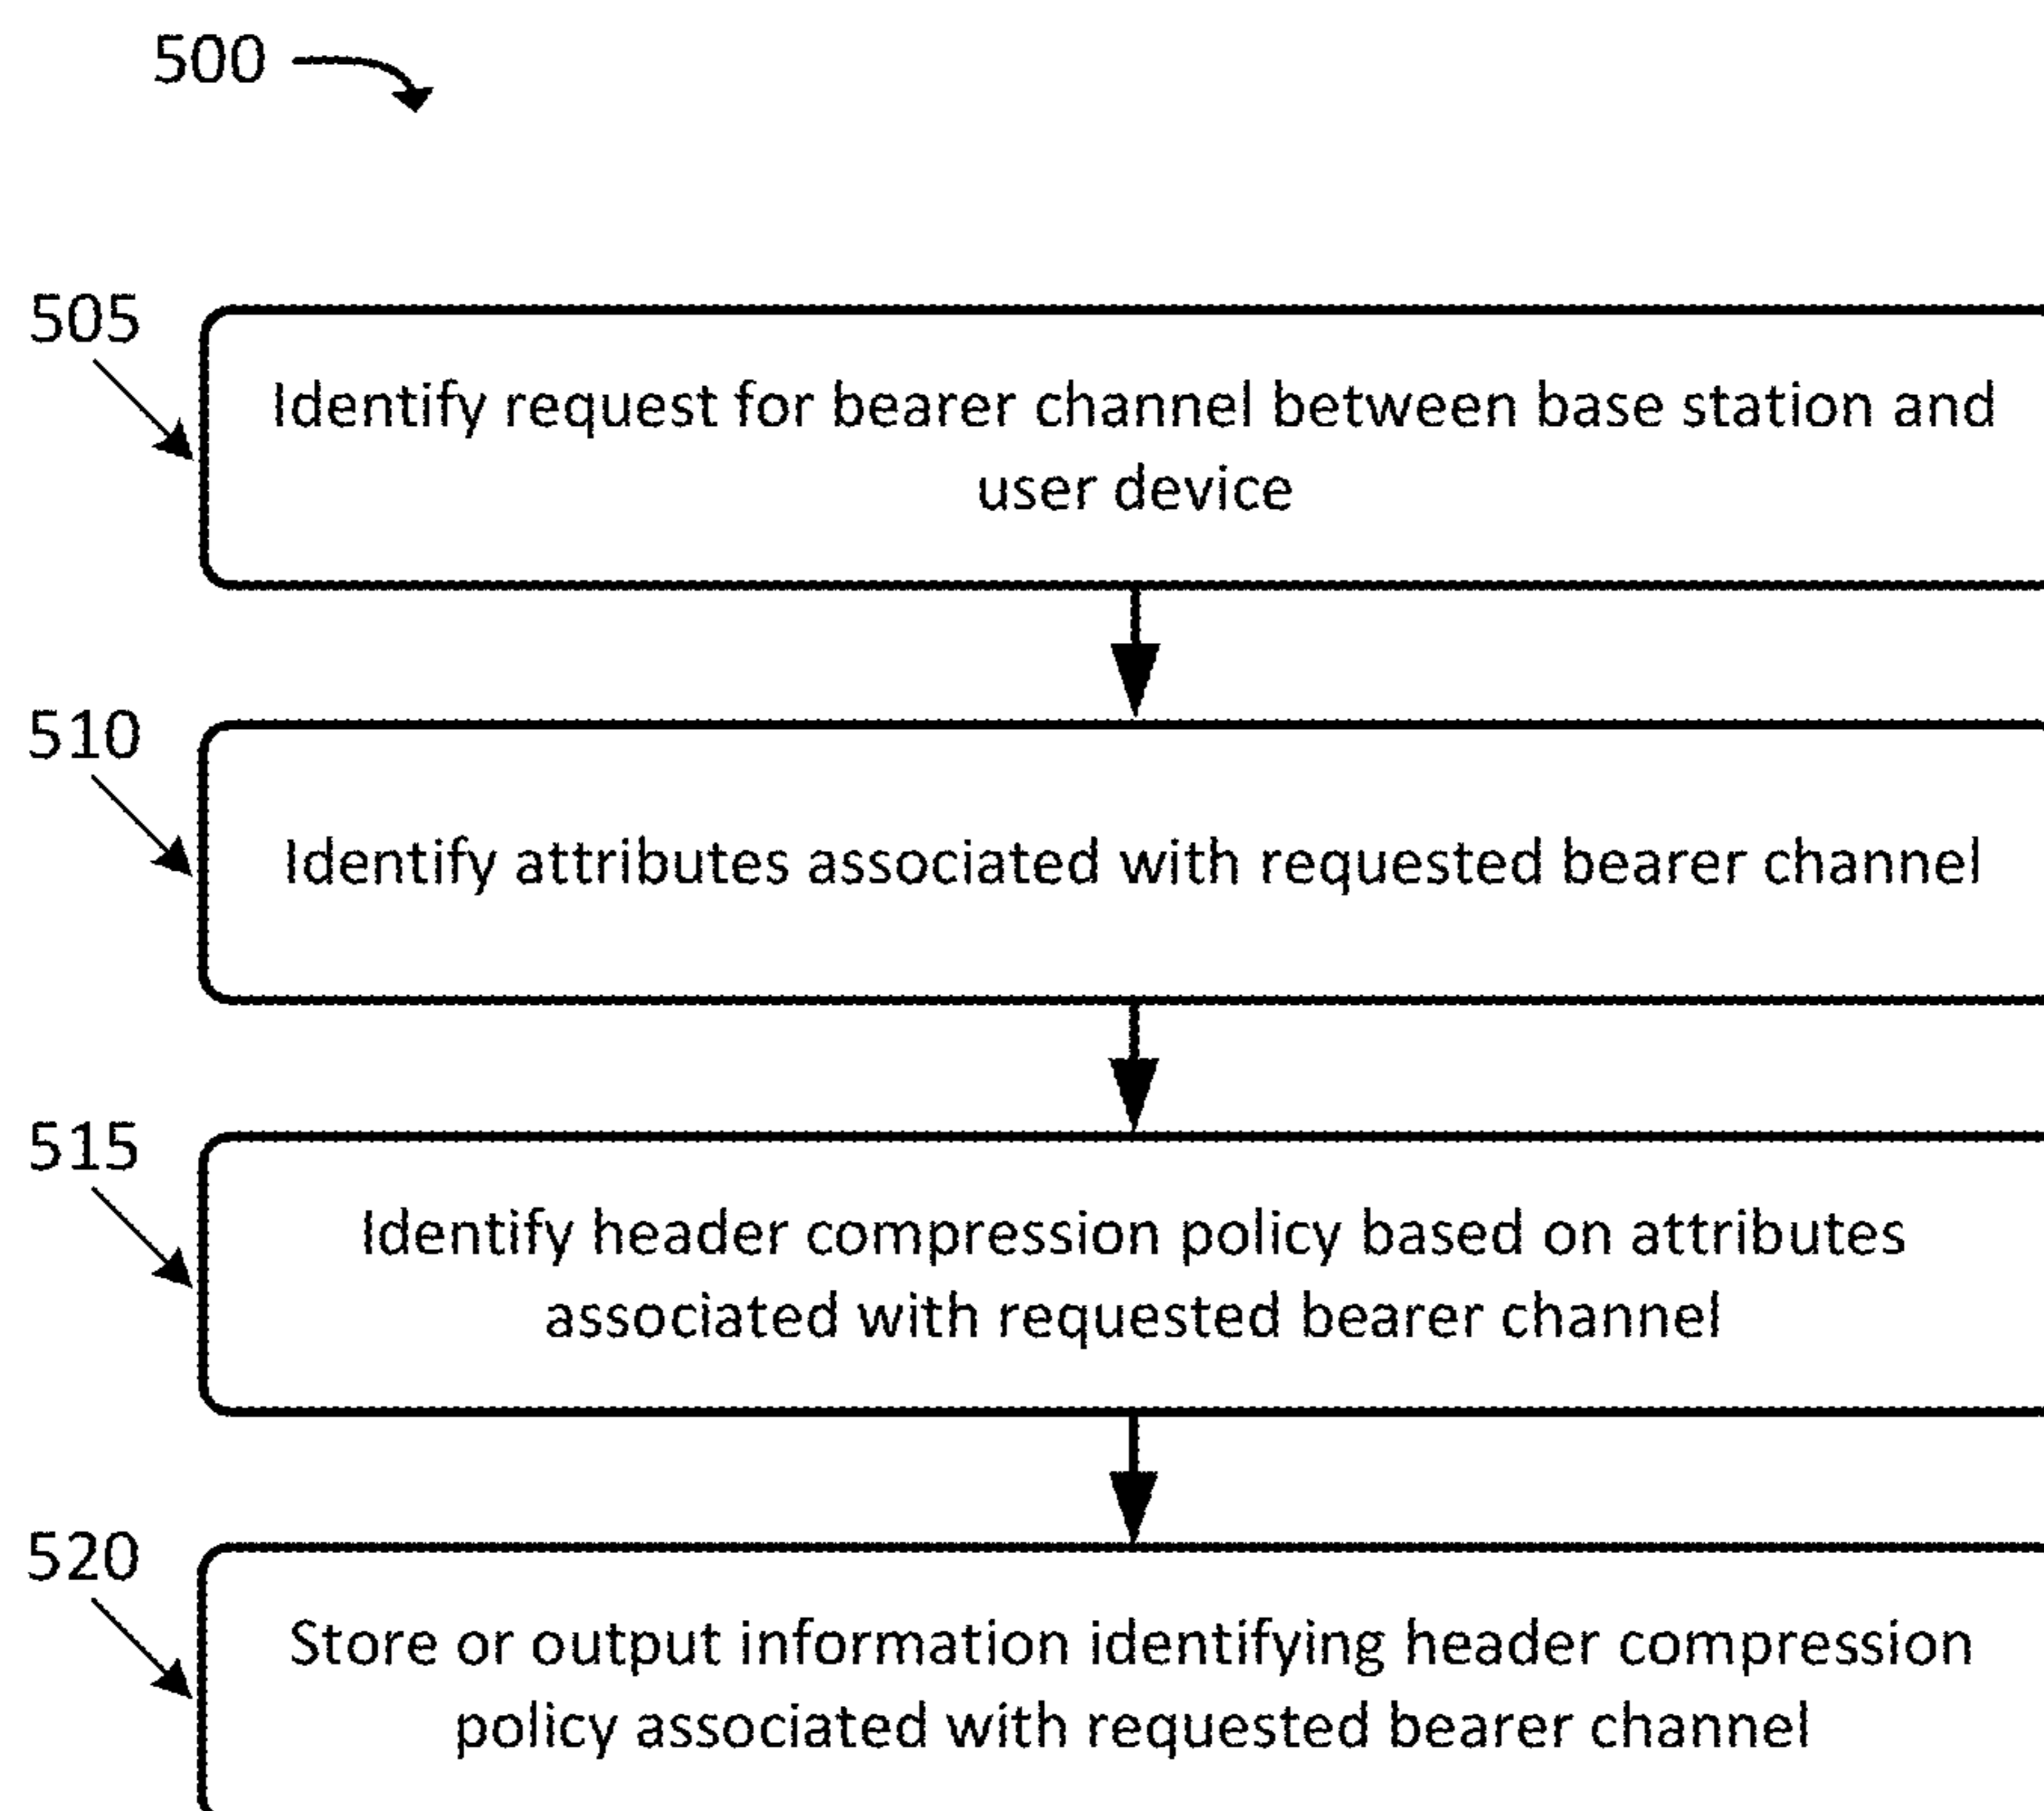 500
505
Identify request for bearer channel between base station and
user device
510
Identify attributes associated with requested bearer channel
515
Identify header compression policy based on attributes
associated with requested bearer channel
520
Store or output information identifying header compression
policy associated with requested bearer channel